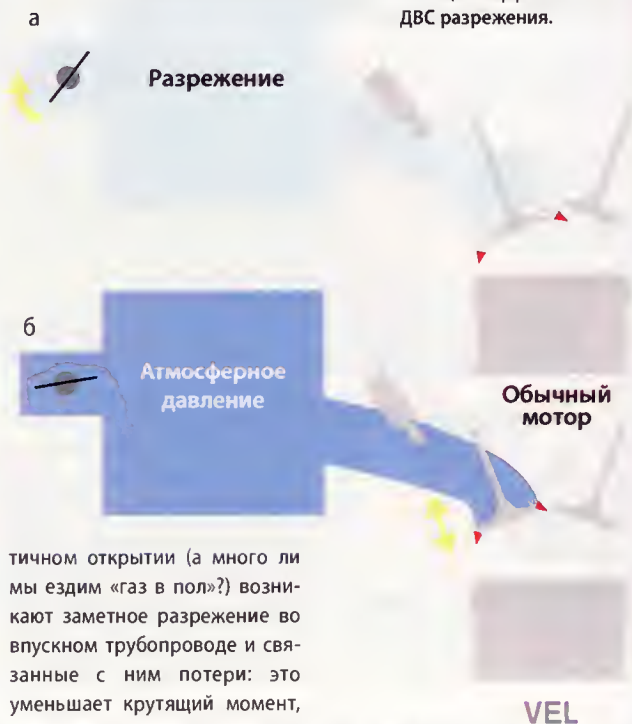 ДВС разрежения.
а
Разрежение
б
Атмосферное
давление
Обычный
мотор
тичном открытии (а много ли
мы ездим «газ в пол»?) возни-
кают заметное разрежение во
впускном трубопроводе и свя-
занные с ним потери: это
уменьшает крутящий момент,
VEL